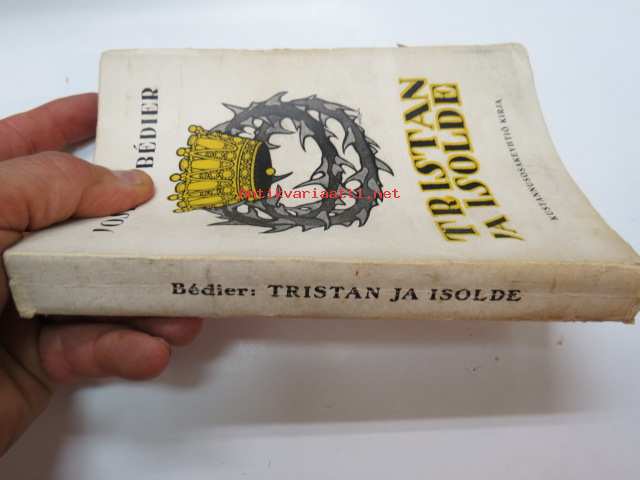 BÉDIER
TRISTAN
JA ISOLDE
KUSTANNUSOSAKEYHTIÖ KIRJA
Bédier: TRISTAN JA ISOLDE
Antikvariaatti.net